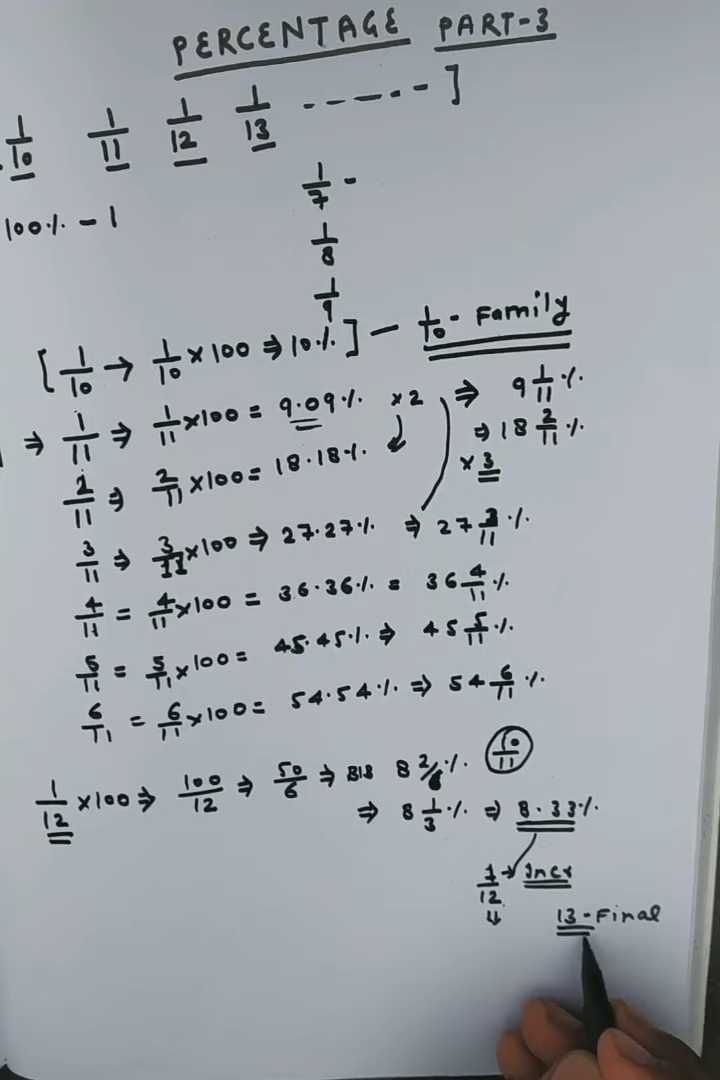 PERCENTAGE PART-3
1/10 1/11 1/12 1/13 ------]
100% - 1
1/7 -
1/8
1/9
[1/10 → 1/10 × 100 ⇒ 10%] - 1/10 - Family
⇒ 1/11 ⇒ 1/11 × 100 = 9.09% × 2 ⇒ 9 1/11 %
⇒ 18 2/11 %
2/11 ⇒ 2/11 × 100 = 18.18%
× 3
3/11 ⇒ 3/11 × 100 ⇒ 27.27% ⇒ 27 3/11 %
4/11 = 4/11 × 100 = 36.36% = 36 4/11 %
5/11 = 5/11 × 100 = 45.45% ⇒ 45 5/11 %
6/11 = 6/11 × 100 = 54.54% ⇒ 54 6/11 %
10/11
1/12 × 100 ⇒ 100/12 ⇒ 50/6 ⇒ 818 8 2/6 %
⇒ 8 1/3 % ⇒ 8.33%
1/12 → Incr
↓ 13 - Final